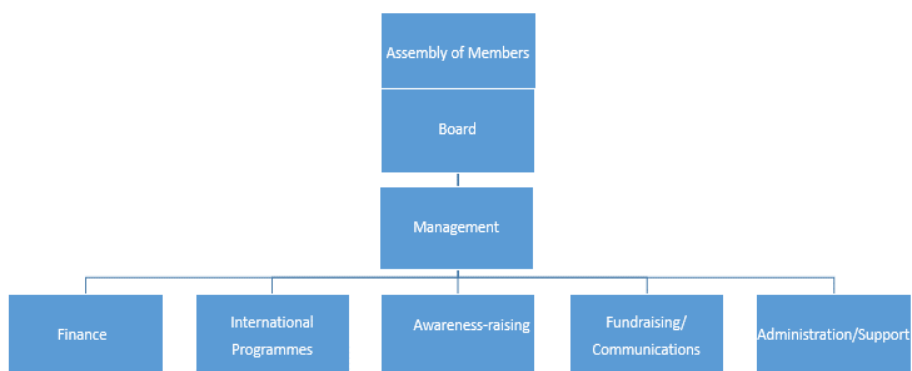 Assembly of Members
Board
Management
Finance
International
Programmes
Awareness-raising
Fundraising/
Communications
Administration/Support